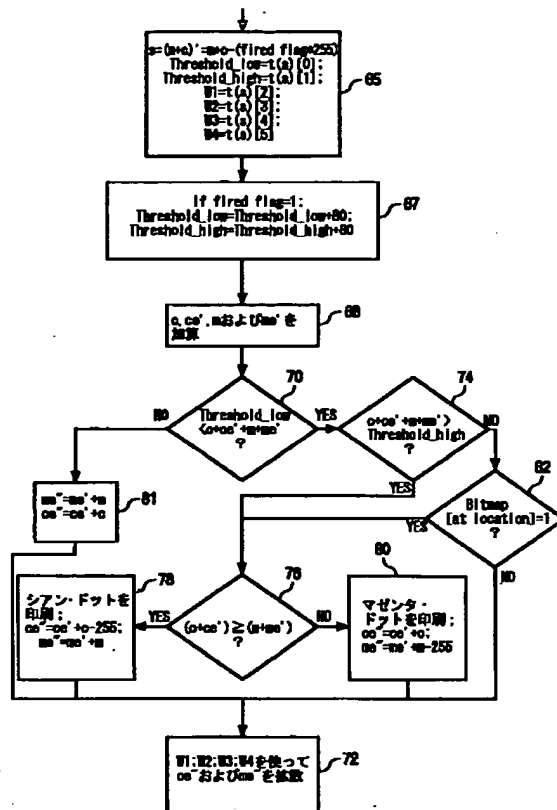 s=(m+c)'=m+c-(fired flag*255)
Threshold_low=t(a)[0];
Threshold_high=t(a)[1];
W1=t(a)[2];
W2=t(a)[3];
W3=t(a)[4];
W4=t(a)[5]
65
If fired flag=1;
Threshold_low=Threshold_low+80;
Threshold_high=Threshold_high+80
67
c,ce',mおよびme'を
加算
68
70
Threshold_low
<c+ce'+m+me'
?
NO
YES
74
c+ce'+m+me'>
Threshold_high
?
NO
YES
82
Bitmap
[at location]=1
?
YES
NO
me"=me'+m
ce"=ce'+c
81
78
シアン・ドットを
印刷;
ce"=ce'+c-255;
me"=me'+m
76
(c+ce')≥(m+me')
?
YES
NO
80
マゼンタ・
ドットを印刷;
ce"=ce'+c;
me"=me'+m-255
W1;W2;W3;W4を使って
ce"およびme"を拡散
72